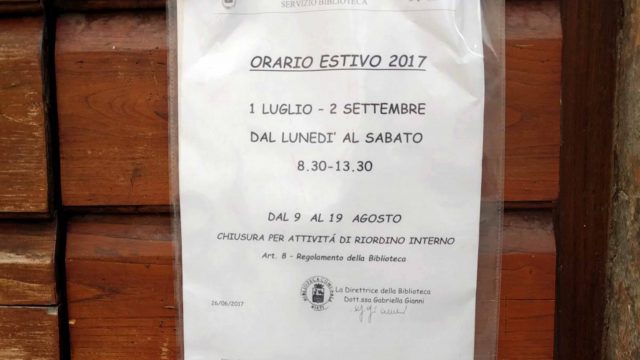 SERVIZIO BIBLIOTECA
ORARIO ESTIVO 2017
1 LUGLIO - 2 SETTEMBRE
DAL LUNEDI' AL SABATO
8.30-13.30
DAL 9 AL 19 AGOSTO
CHIUSURA PER ATTIVITÁ DI RIORDINO INTERNO
Art. 8 - Regolamento della Biblioteca
La Direttrice della Biblioteca
Dott.ssa Gabriella Gianni
26/06/2017